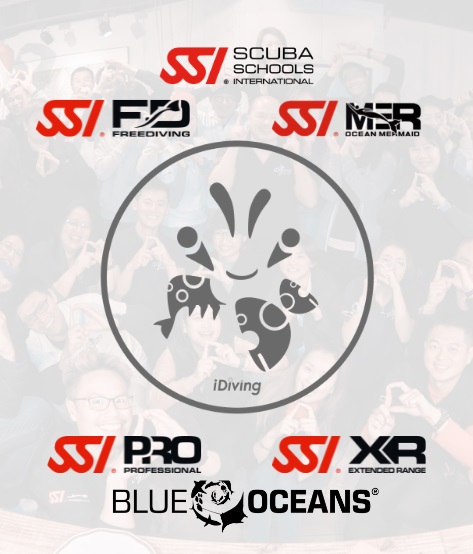 SSI® SCUBA
SCHOOLS
INTERNATIONAL
SSI® FD
FREEDIVING
SSI® MER
OCEAN MERMAID
iDiving
SSI® PRO
PROFESSIONAL
SSI® XR
EXTENDED RANGE
BLUE OCEANS®